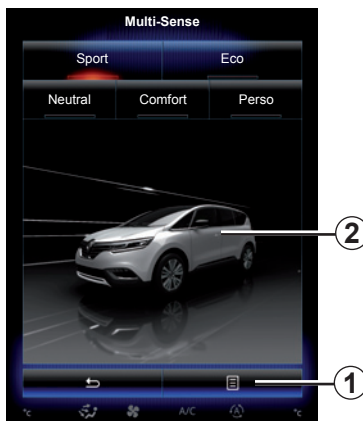 Multi-Sense
Sport Eco
Neutral Comfort Perso
2
1
°c A/C A °c